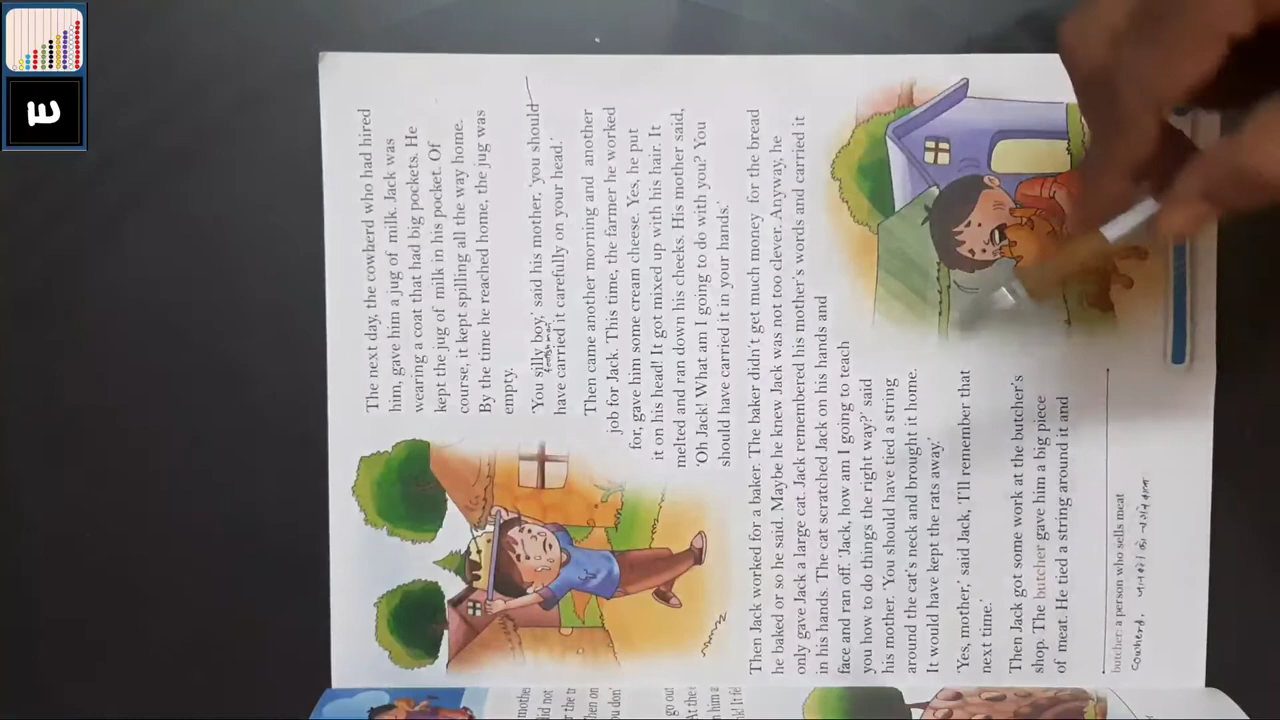 The next day, the cowherd who had hired
him, gave him a jug of milk. Jack was
wearing a coat that had big pockets. He
kept the jug of milk in his pocket. Of
course, it kept spilling all the way home.
By the time he reached home, the jug was
empty.
'You silly boy,' said his mother, 'you should
have carried it carefully on your head.'
Then came another morning and another
job for Jack. This time, the farmer he worked
for, gave him some cream cheese. Yes, he put
it on his head! It got mixed up with his hair. It
melted and ran down his cheeks. His mother said,
'Oh Jack! What am I going to do with you? You
should have carried it in your hands.'
Then Jack worked for a baker. The baker didn't get much money for the bread
he baked or so he said. Maybe he knew Jack was not too clever. Anyway, he
only gave Jack a large cat. Jack remembered his mother's words and carried it
in his hands. The cat scratched Jack on his hands and
face and ran off. 'Jack, how am I going to teach
you how to do things the right way?' said
his mother. 'You should have tied a string
around the cat's neck and brought it home.
It would have kept the rats away.'
'Yes, mother,' said Jack, 'I'll remember that
next time.'
Then Jack got some work at the butcher's
shop. The butcher gave him a big piece
of meat. He tied a string around it and
butcher: a person who sells meat
Cowherd.